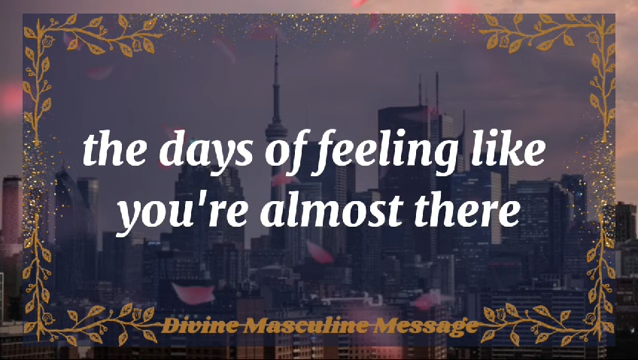 the days of feeling like
you're almost there
Divine Masculine Message